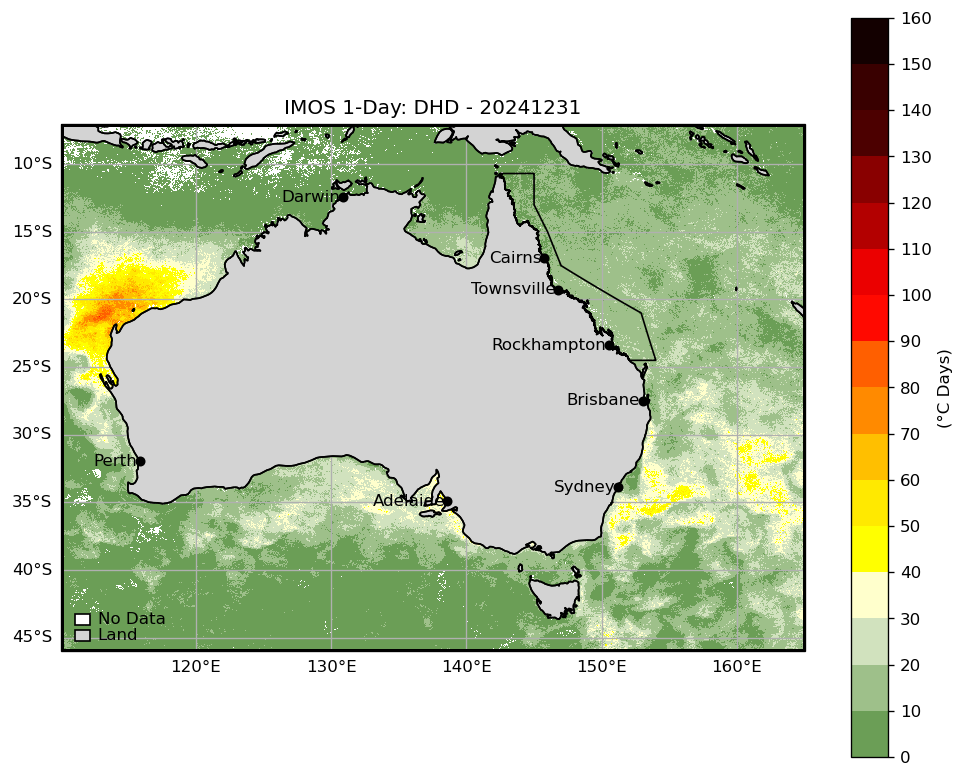 IMOS 1-Day: DHD - 20241231
10°S
15°S
20°S
25°S
30°S
35°S
40°S
45°S
Darwin
Cairns
Townsville
Rockhampton
Brisbane
Perth
Sydney
Adelaide
No Data
Land
120°E 130°E 140°E 150°E 160°E
160
150
140
130
120
110
100
90
80
70
60
50
40
30
20
10
0
(°C Days)